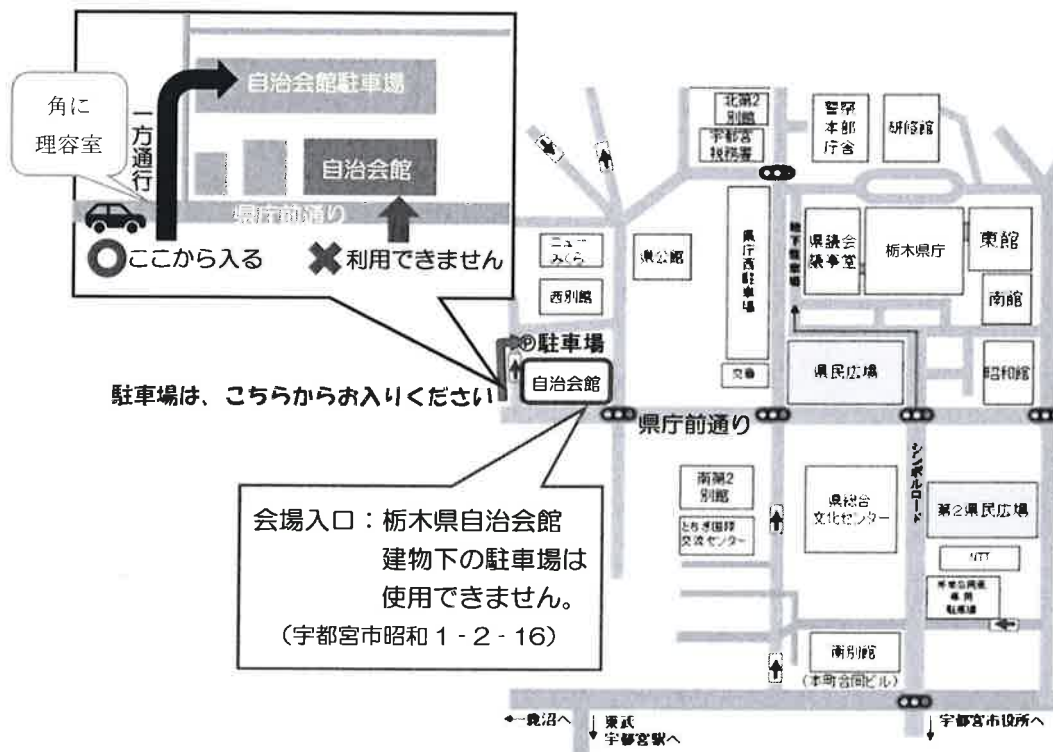 自治会館駐車場
角に
理容室
一方通行
自治会館
県庁前通り
ここから入る
利用できません
北第2
別館
宇都宮
税務署
警察
本部
庁舎
研修館
ニュー
みくら
県公館
西別館
県庁西駐車場
地下駐車場
県議会
議事堂
栃木県庁
東館
南館
Ⓟ駐車場
自治会館
交番
県民広場
昭和館
駐車場は、こちらからお入りください
県庁前通り
会場入口：栃木県自治会館
建物下の駐車場は
使用できません。
（宇都宮市昭和１‐２‐16）
南第2
別館
とちぎ国際
交流センター
県総合
文化センター
シンボルロード
第2県民広場
NTT
専用
駐車場
南別館
(本町合同ビル)
←鹿沼へ
東武
宇都宮駅へ
宇都宮市役所へ